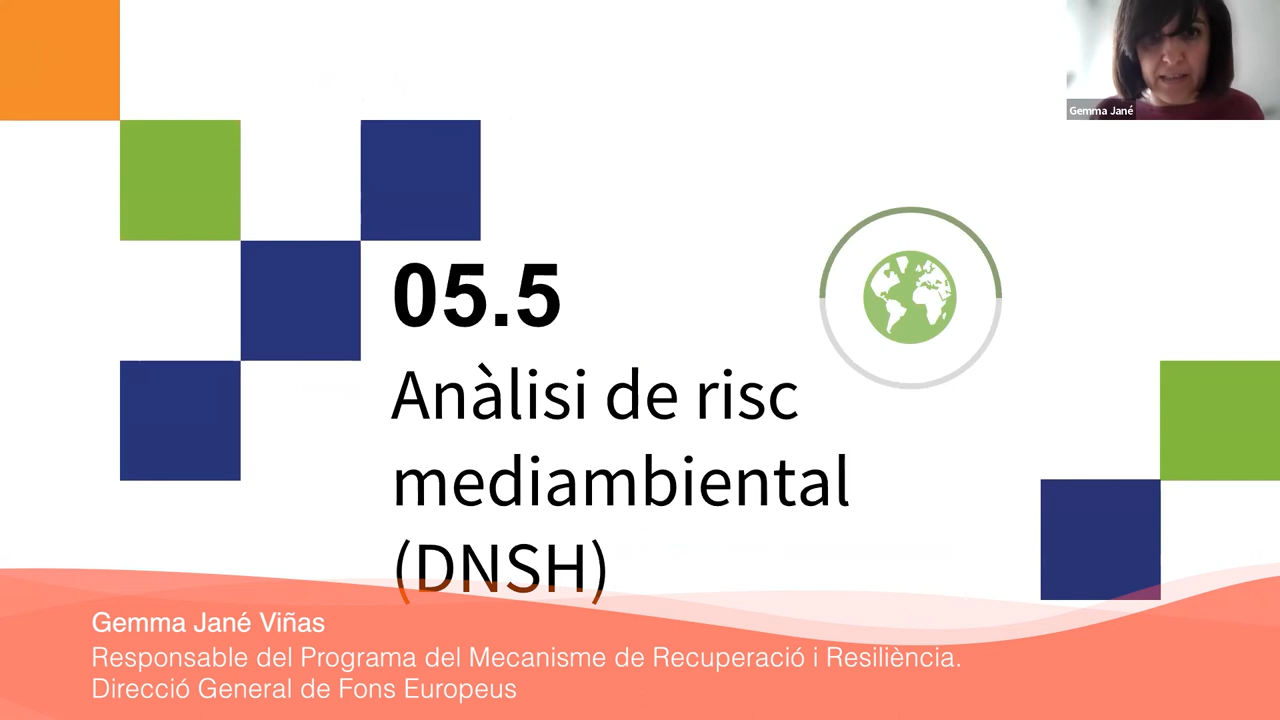 Gemma Jané
05.5
Anàlisi de risc
mediambiental
(DNSH)
Gemma Jané Viñas
Responsable del Programa del Mecanisme de Recuperació i Resiliència.
Direcció General de Fons Europeus